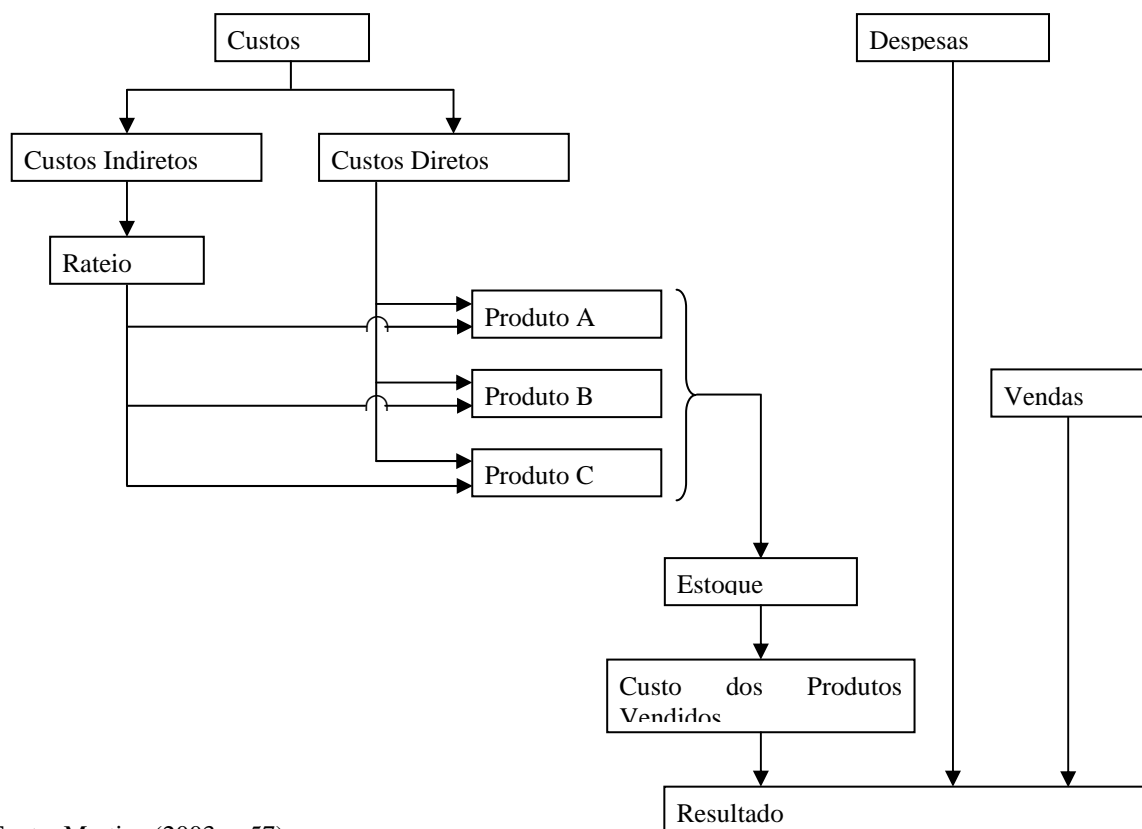 Custos
Despesas
Custos Indiretos
Custos Diretos
Rateio
Produto A
Produto B
Vendas
Produto C
Estoque
Custo dos Produtos
Vendidos
Resultado